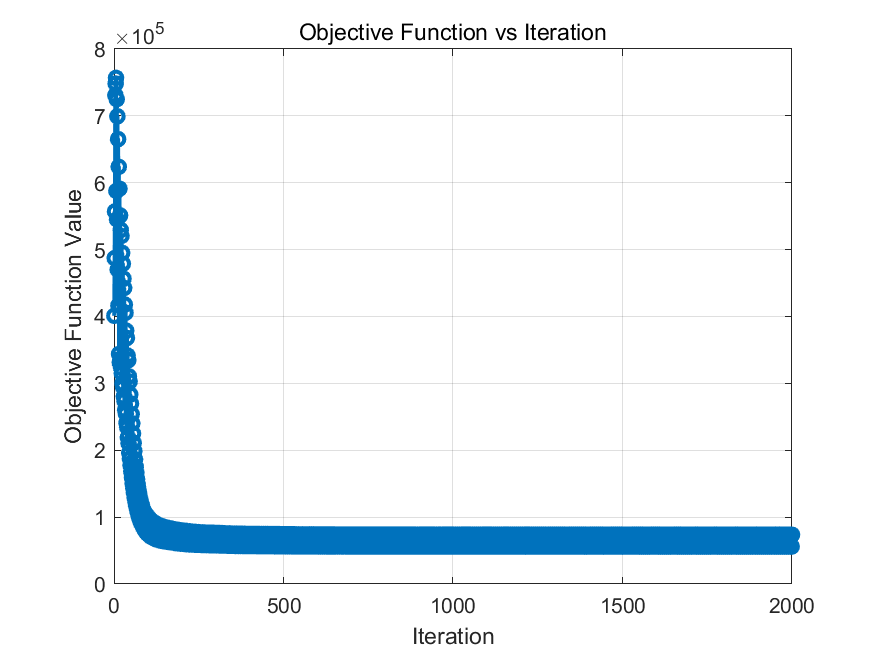 Objective Function vs Iteration
×10^5
8
7
6
5
4
3
2
1
0
Objective Function Value
0 500 1000 1500 2000
Iteration